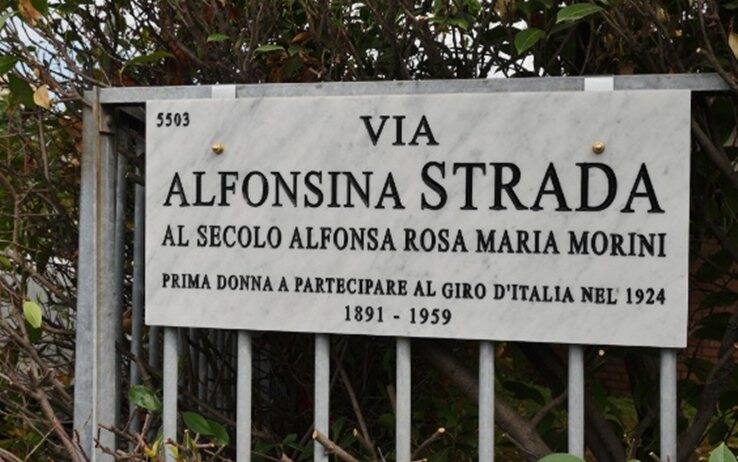 5503
VIA
ALFONSINA STRADA
AL SECOLO ALFONSA ROSA MARIA MORINI
PRIMA DONNA A PARTECIPARE AL GIRO D'ITALIA NEL 1924
1891 - 1959